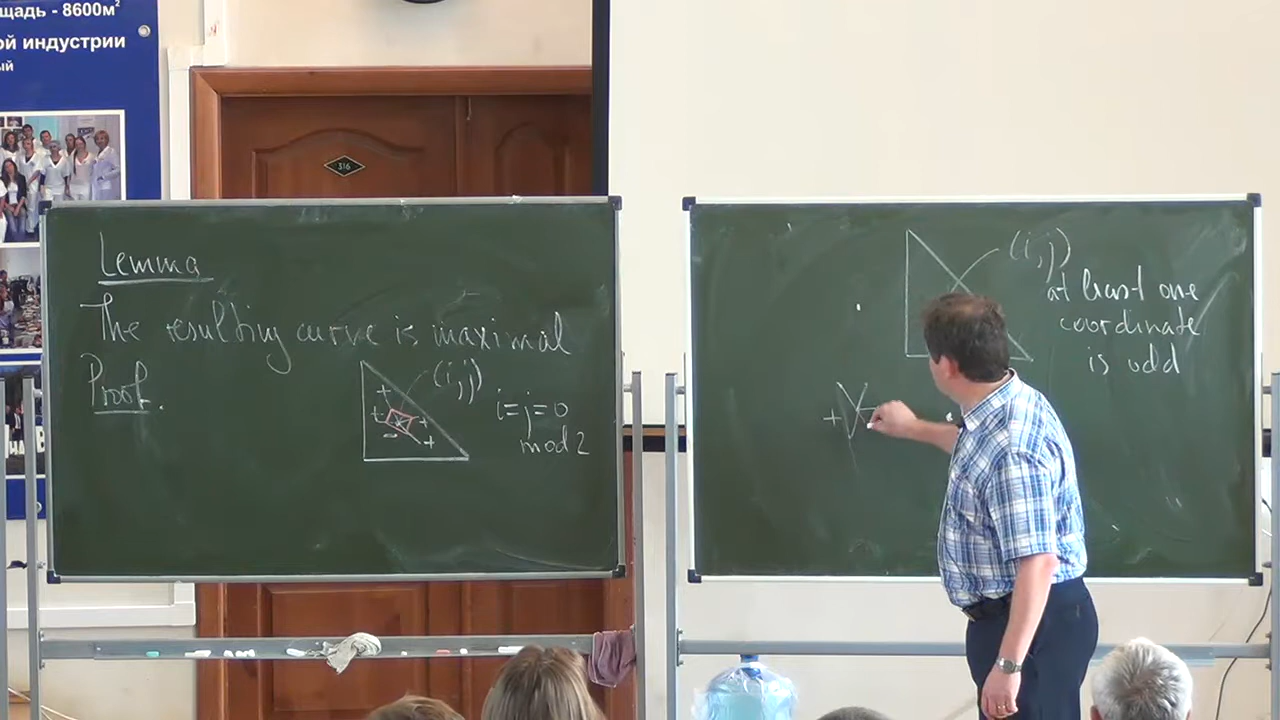 щадь - 8600м²
ой индустрии
ый
316
Lemma
The resulting curve is maximal
Proof.
(i,j)
i=j=0
mod 2
+
+
+
-
+
(i,j)
at least one
coordinate
is odd
+